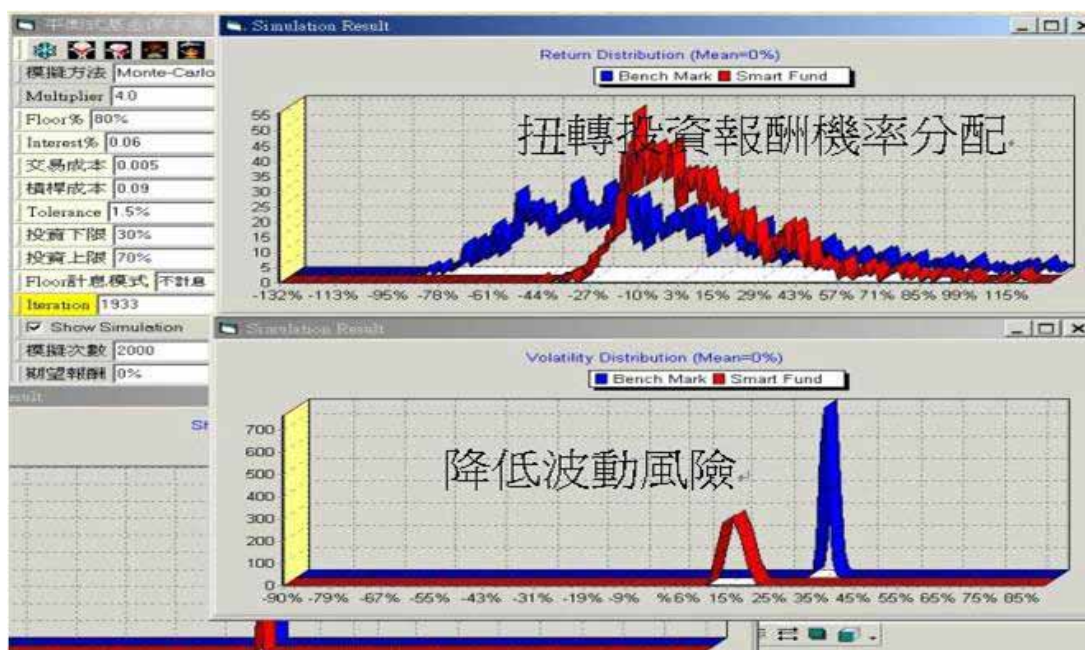 Simulation Result
模擬方法 Monte-Carlo
Multiplier 4.0
Floor% 80%
Interest% 0.06
交易成本 0.005
槓桿成本 0.09
Tolerance 1.5%
投資下限 30%
投資上限 70%
Floor計息模式 不計息
Iteration 1933
Show Simulation
模擬次數 2000
期望報酬 0%
Return Distribution (Mean=0%)
Bench Mark Smart Fund
扭轉投資報酬機率分配
55
50
45
40
35
30
25
20
15
10
5
0
-132% -113% -95% -78% -61% -44% -27% -10% 3% 15% 29% 43% 57% 71% 85% 99% 115%
Simulation Result
Volatility Distribution (Mean=0%)
Bench Mark Smart Fund
降低波動風險
700
600
500
400
300
200
100
0
-90% -79% -67% -55% -43% -31% -19% -9% % 6% 15% 25% 35% 45% 55% 65% 75% 85%